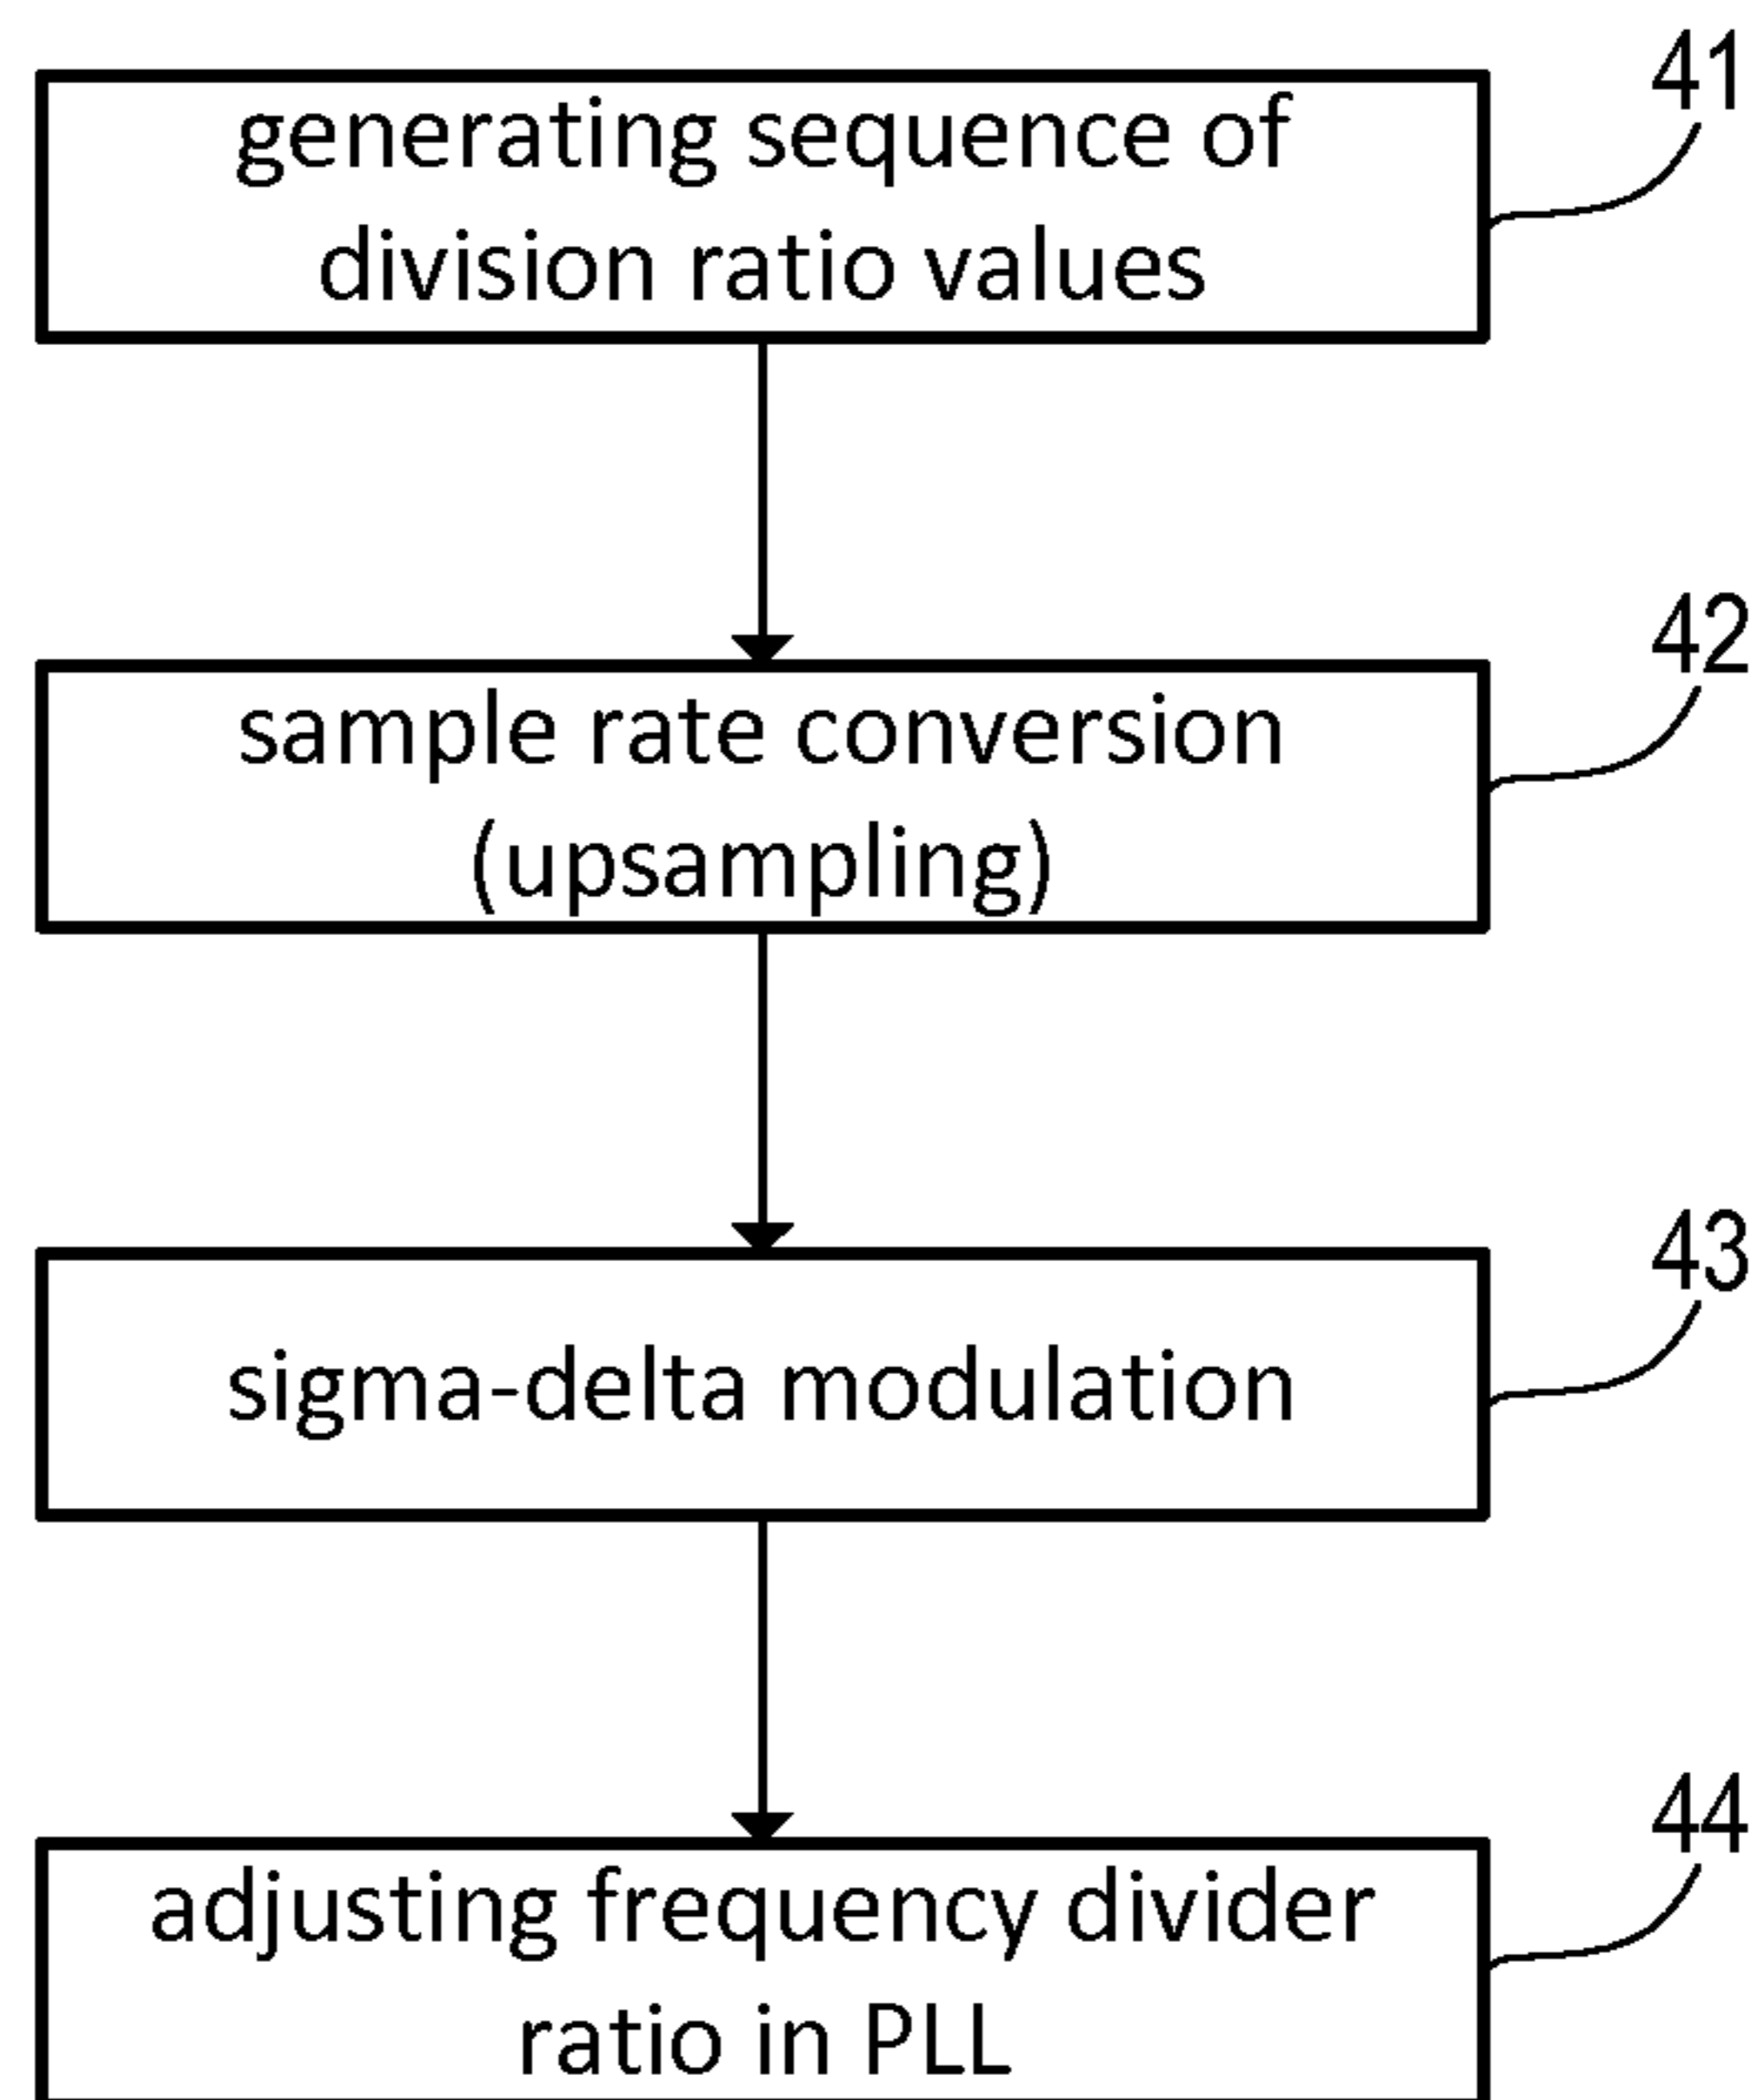 41
generating sequence of
division ratio values
42
sample rate conversion
(upsampling)
43
sigma-delta modulation
44
adjusting frequency divider
ratio in PLL